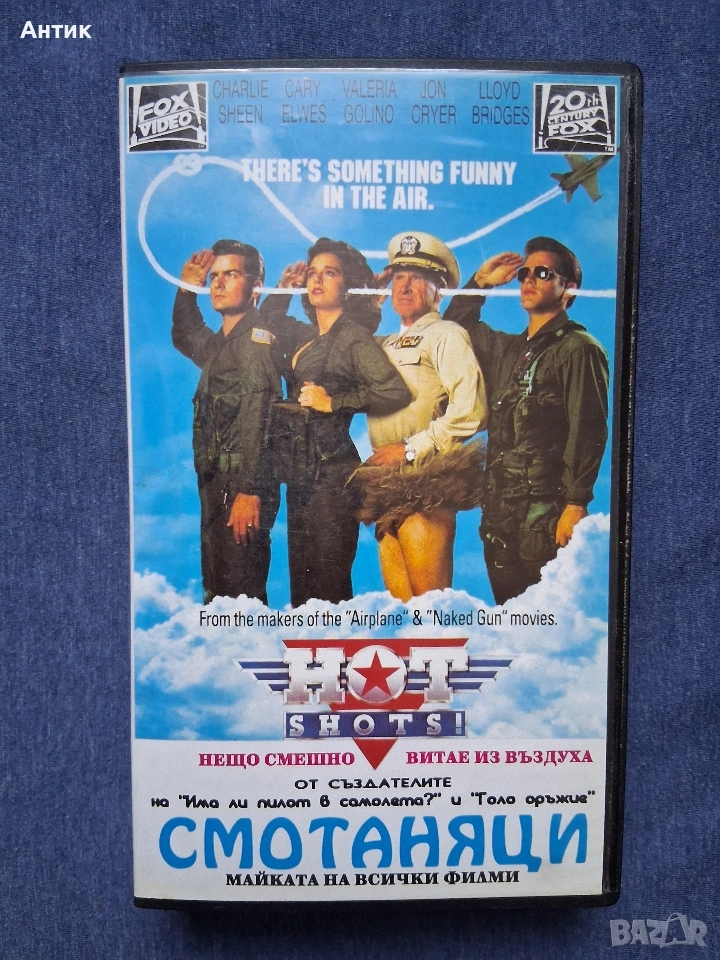 Антик
FOX
VIDEO
CHARLIE SHEEN
CARY ELWES
VALERIA GOLINO
JON CRYER
LLOYD BRIDGES
20TH
CENTURY
FOX
THERE'S SOMETHING FUNNY
IN THE AIR.
From the makers of the "Airplane" & "Naked Gun" movies.
HOT
SHOTS!
НЕЩО СМЕШНО ВИТАЕ ИЗ ВЪЗДУХА
ОТ СЪЗДАТЕЛИТЕ
на "Има ли пилот в самолета?" и "Голо оръжие"
СМОТАНЯЦИ
МАЙКАТА НА ВСИЧКИ ФИЛМИ
BAZAR